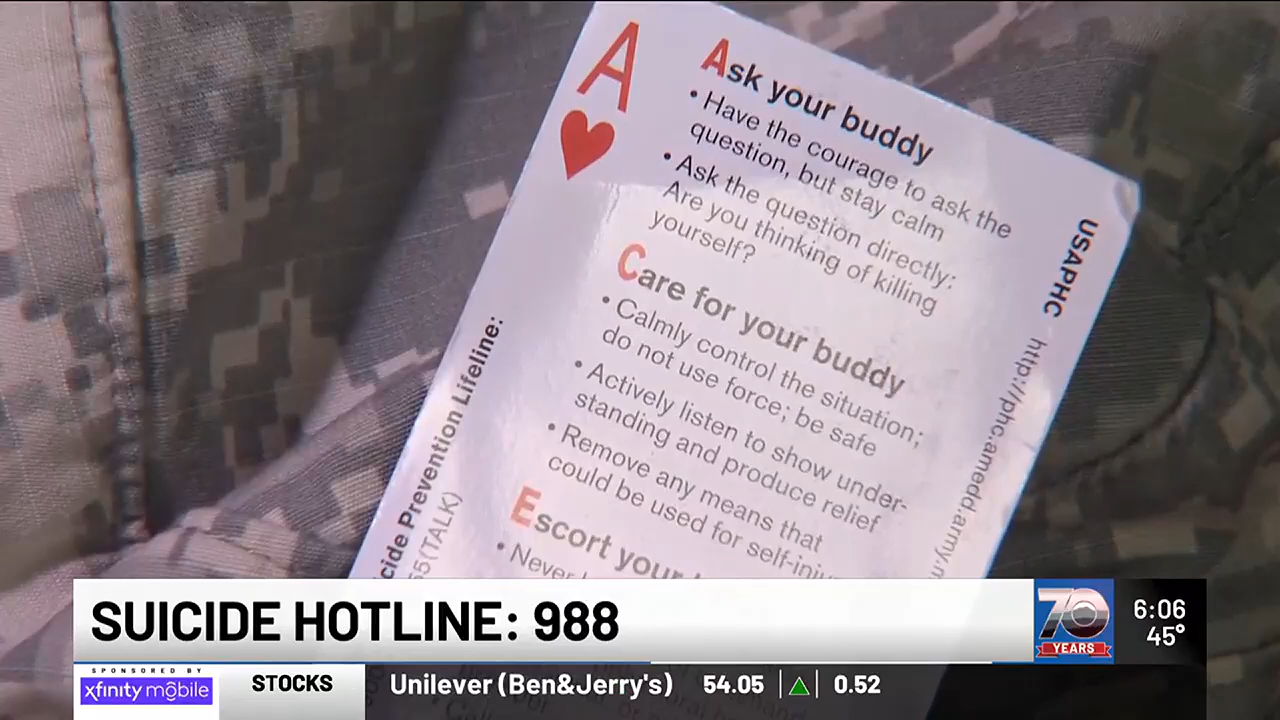 A
Ask your buddy
• Have the courage to ask the
question, but stay calm
• Ask the question directly:
Are you thinking of killing
yourself?
Care for your buddy
• Calmly control the situation;
do not use force; be safe
• Actively listen to show under-
standing and produce relief
• Remove any means that
could be used for self-inju
Escort your
• Never
USAPHC http://phc.amedd.army.m
cide Prevention Lifeline:
55(TALK)
SUICIDE HOTLINE: 988
70
YEARS
6:06
45°
SPONSORED BY
xfinity mobile
STOCKS
Unilever (Ben&Jerry's) 54.05 0.52